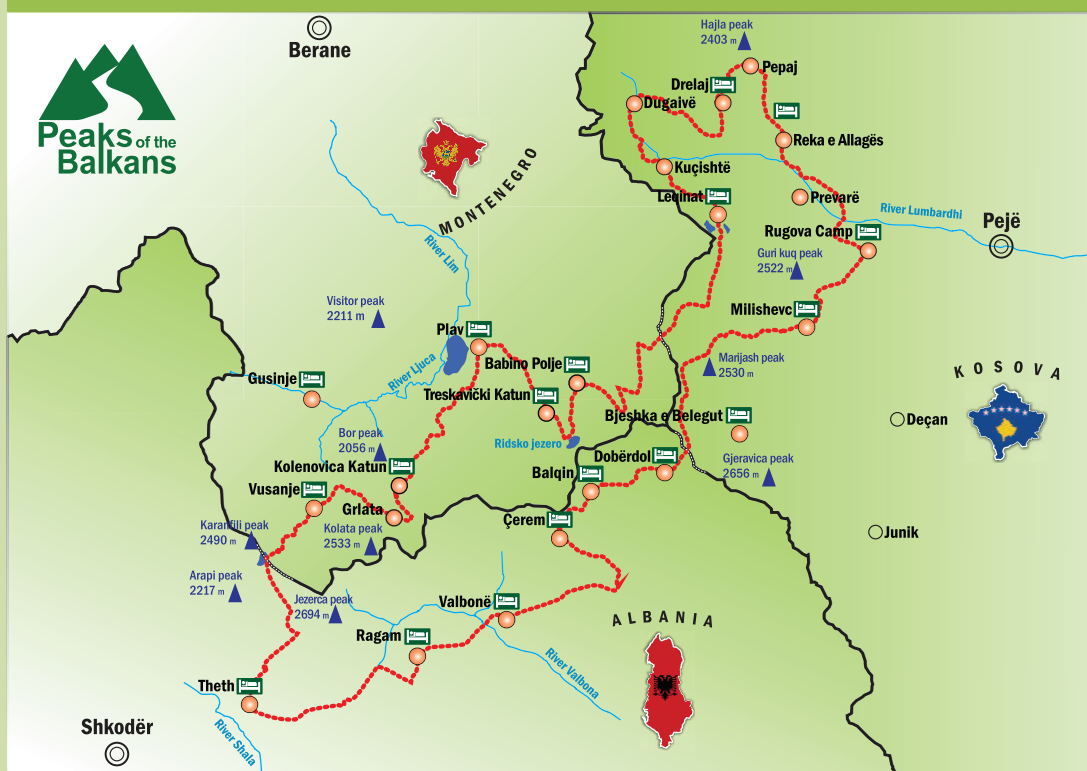 Peaks of the
Balkans
Berane
MONTENEGRO
Hajla peak
2403 m
Pepaj
Drelaj
Dugaivë
Reka e Allagës
Kuçishtë
Leqinat
Prevarë
River Lumbardhi
Pejë
Rugova Camp
Guri kuq peak
2522 m
Milishevc
River Lim
Visitor peak
2211 m
Plav
Babino Polje
Marijash peak
2530 m
KOSOVA
River Ljuca
Gusinje
Treskavički Katun
Bjeshka e Belegut
Deçan
Bor peak
2056 m
Ridsko jezero
Dobërdol
Gjeravica peak
2656 m
Kolenovica Katun
Balqin
Vusanje
Grlata
Çerem
Karanfili peak
2490 m
Kolata peak
2533 m
Junik
Arapi peak
2217 m
Jezerca peak
2694 m
Valbonë
ALBANIA
Ragam
River Valbona
Theth
River Shala
Shkodër